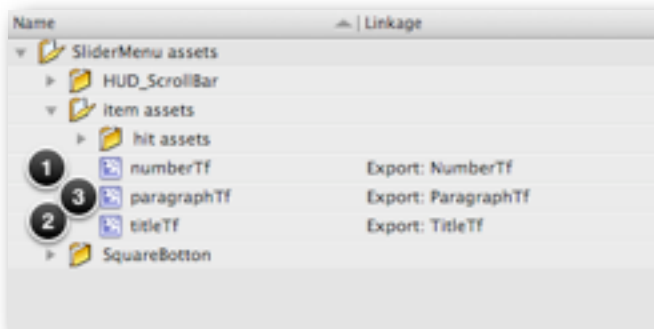 Name Linkage
SliderMenu assets
HUD_ScrollBar
item assets
hit assets
1 numberTf Export: NumberTf
3 paragraphTf Export: ParagraphTf
2 titleTf Export: TitleTf
SquareBotton